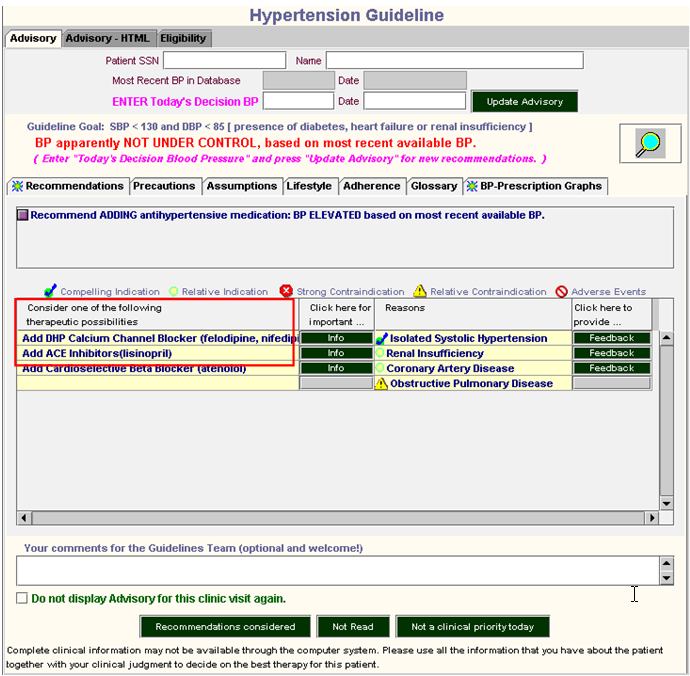 Hypertension Guideline
Advisory Advisory - HTML Eligibility
Patient SSN Name
Most Recent BP in Database Date
ENTER Today's Decision BP Date Update Advisory
Guideline Goal: SBP < 130 and DBP < 85 [ presence of diabetes, heart failure or renal insufficiency ]
BP apparently NOT UNDER CONTROL, based on most recent available BP.
( Enter "Today's Decision Blood Pressure" and press "Update Advisory" for new recommendations. )
Recommendations Precautions Assumptions Lifestyle Adherence Glossary BP-Prescription Graphs
Recommend ADDING antihypertensive medication: BP ELEVATED based on most recent available BP.
Compelling Indication Relative Indication Strong Contraindication Relative Contraindication Adverse Events
Consider one of the following Click here for Reasons Click here to
therapeutic possibilities important ... provide ...
Add DHP Calcium Channel Blocker (felodipine, nifedipi Info Isolated Systolic Hypertension Feedback
Add ACE Inhibitors(lisinopril) Info Renal Insufficiency Feedback
Add Cardioselective Beta Blocker (atenolol) Info Coronary Artery Disease Feedback
Obstructive Pulmonary Disease
Your comments for the Guidelines Team (optional and welcome!)
Do not display Advisory for this clinic visit again.
Recommendations considered Not Read Not a clinical priority today
Complete clinical information may not be available through the computer system. Please use all the information that you have about the patient
together with your clinical judgment to decide on the best therapy for this patient.